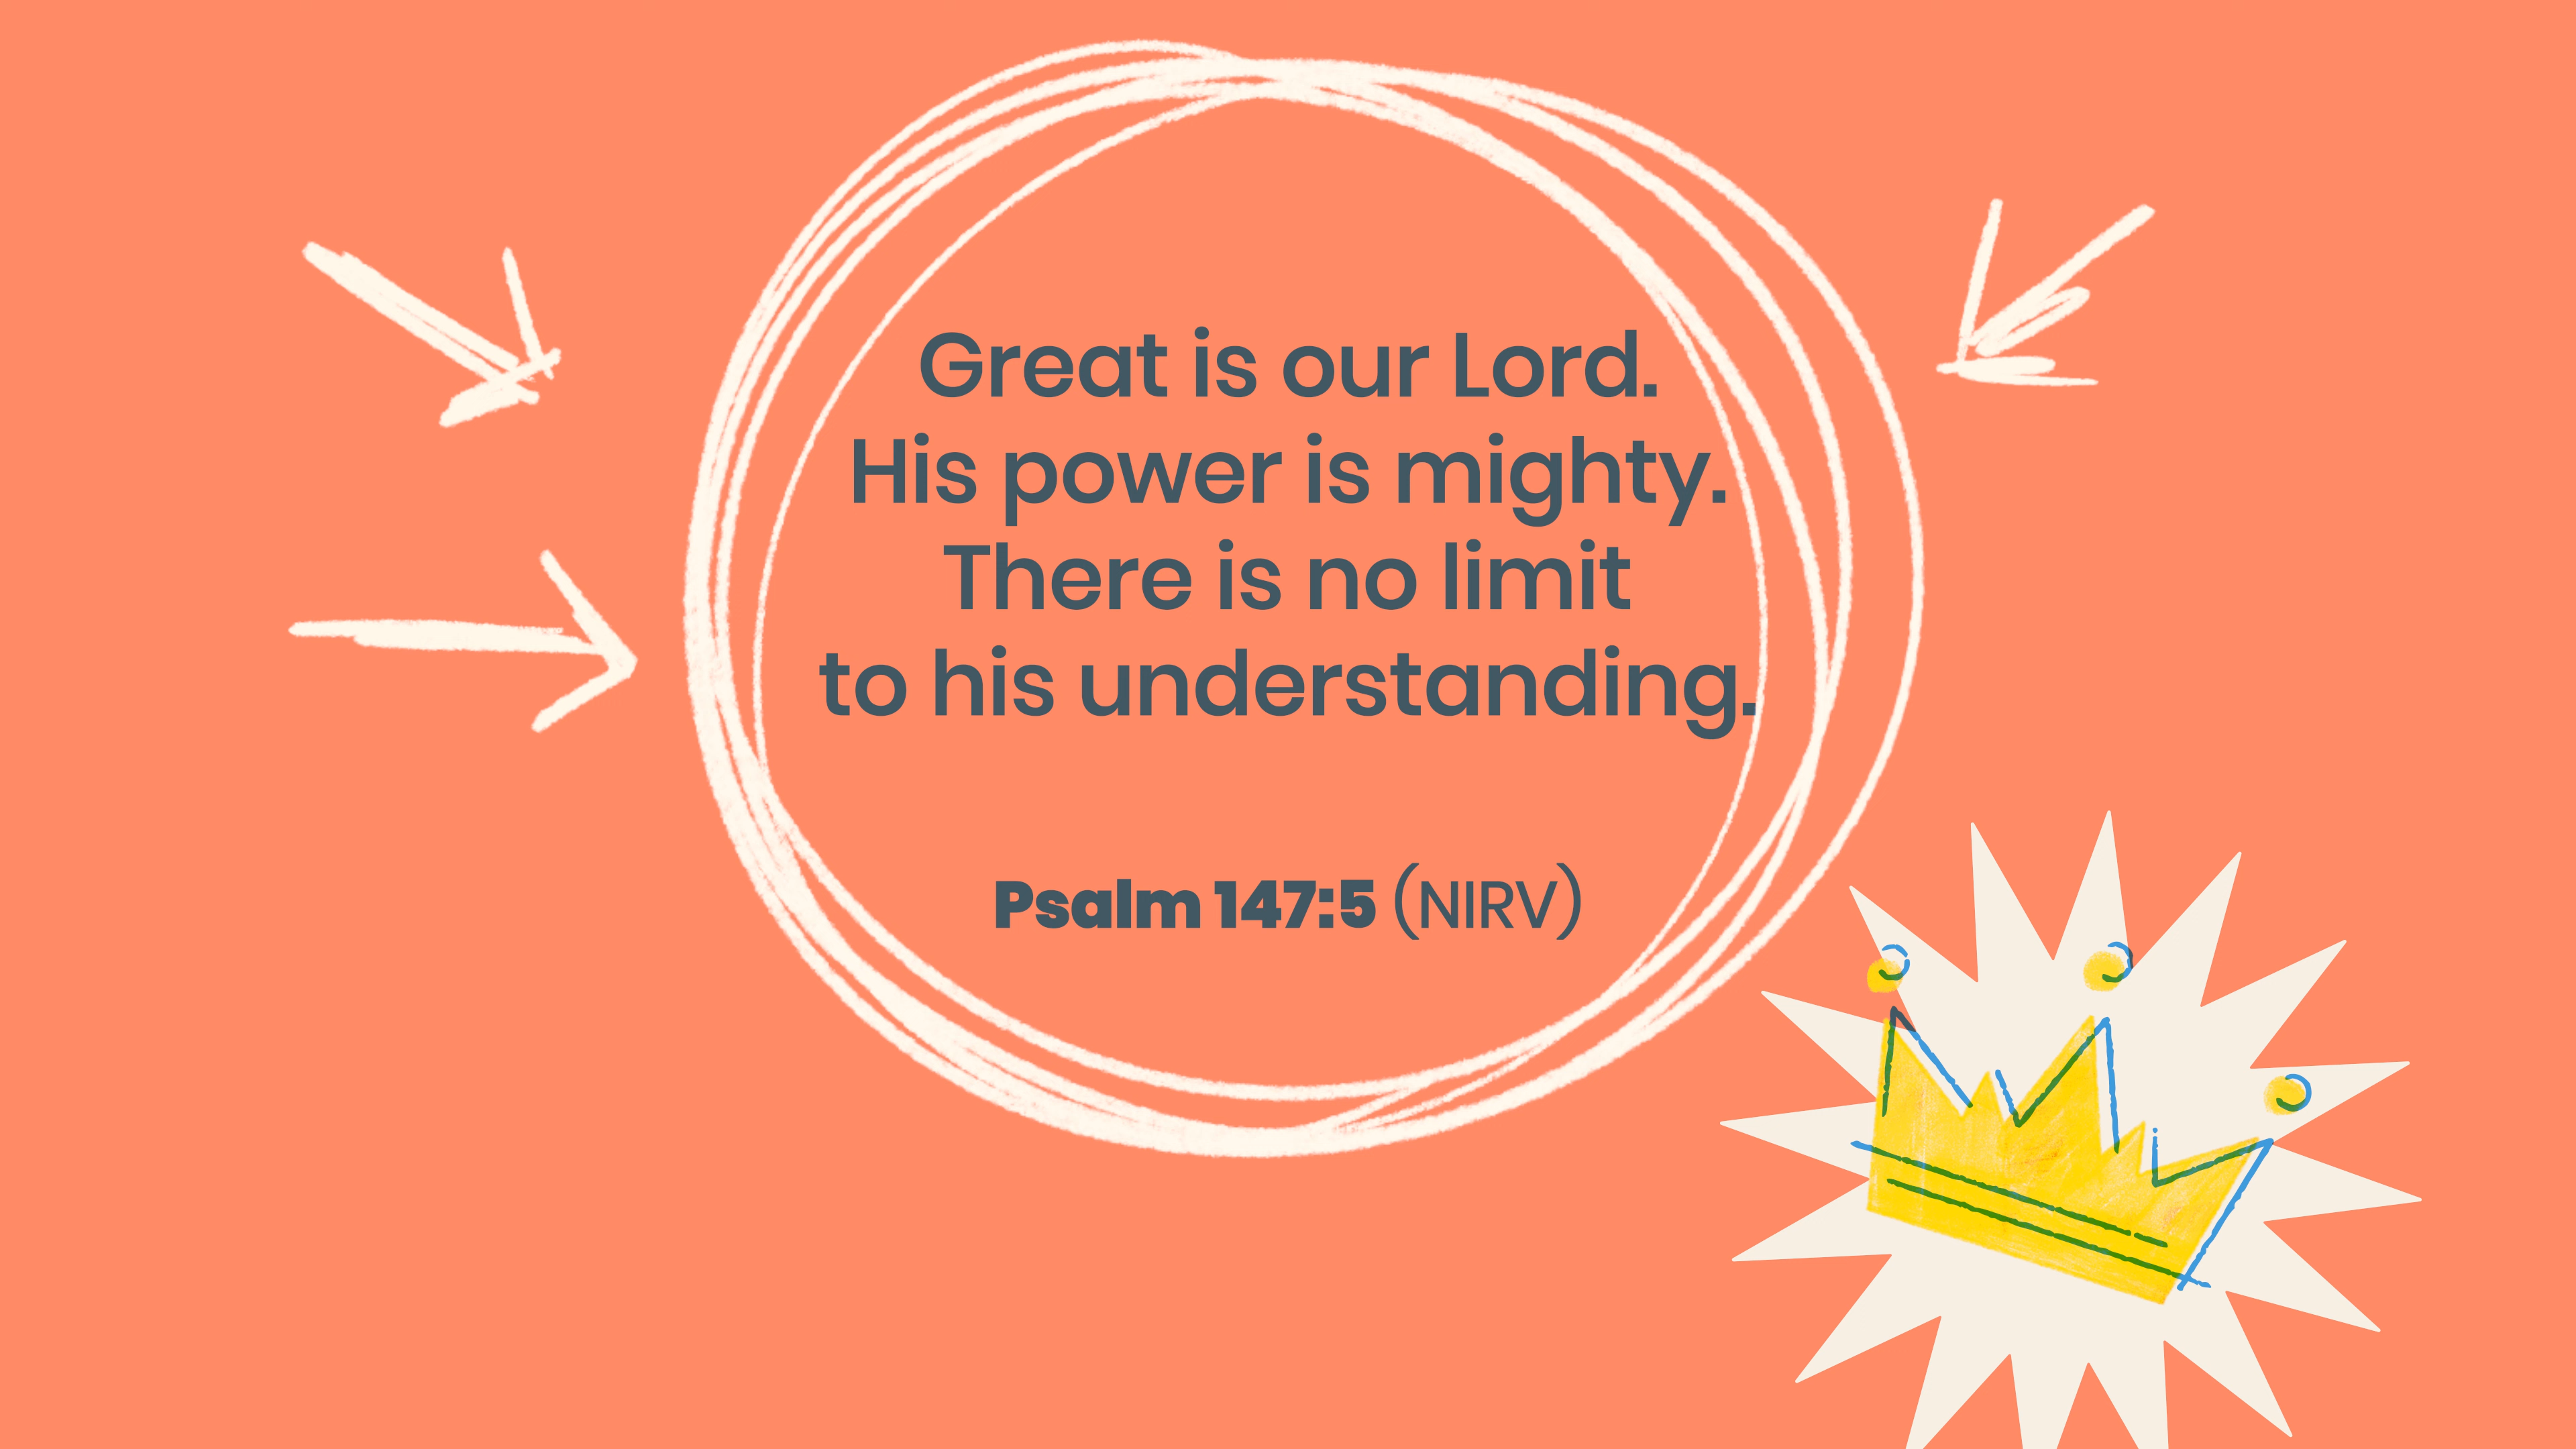 Great is our Lord.
His power is mighty.
There is no limit
to his understanding.
Psalm 147:5 (NIRV)